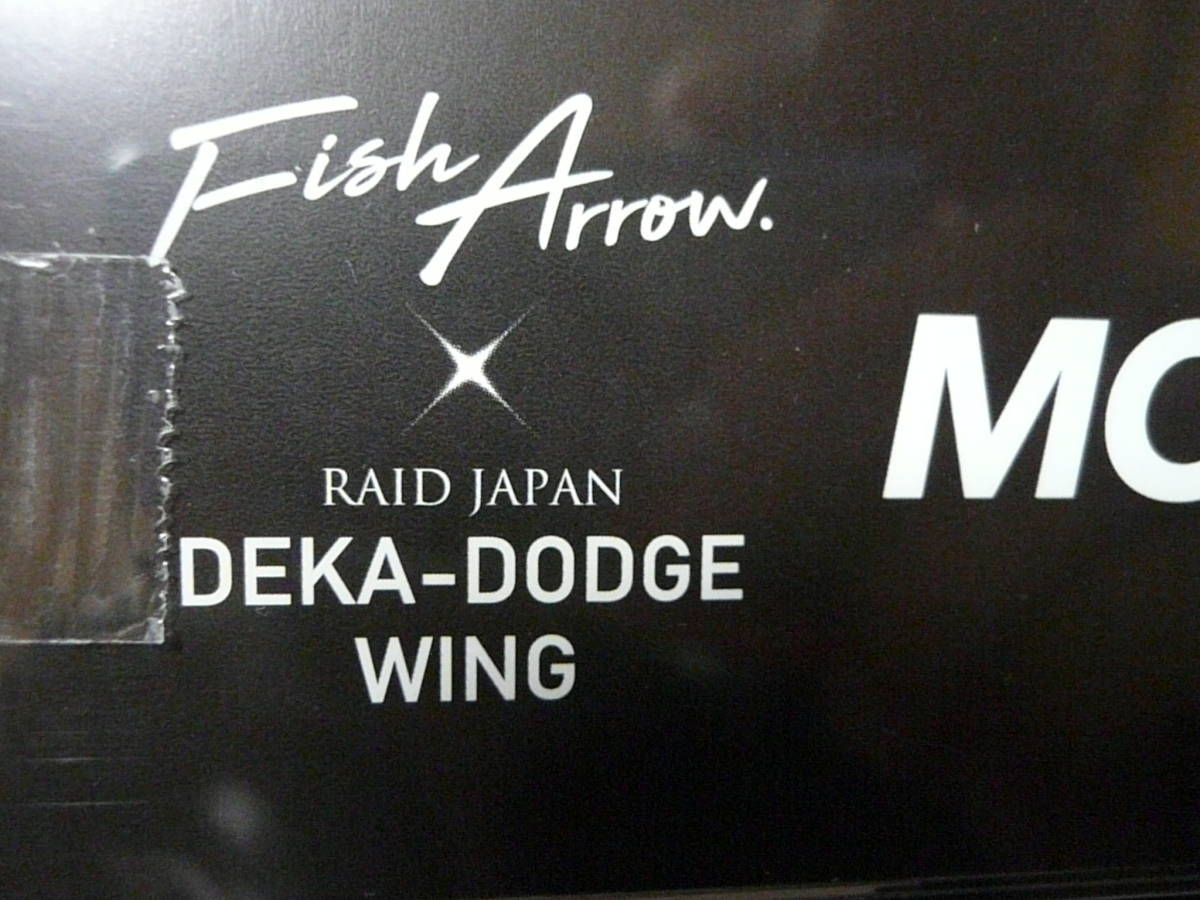 Fish Arrow.
RAID JAPAN
DEKA-DODGE
WING